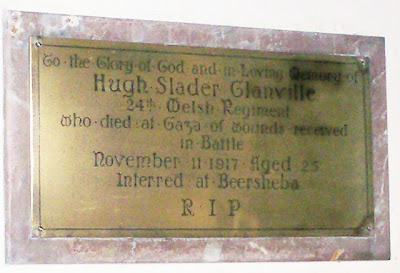 To·the·Glory·of·God·and·in·Loving·Memory·of
Hugh·Slader·Glanville
24th·Welsh·Regiment
who·died·at·Gaza·of·wounds·received
in·Battle
November·11·1917·Aged·25
Interred·at·Beersheba
R·I·P